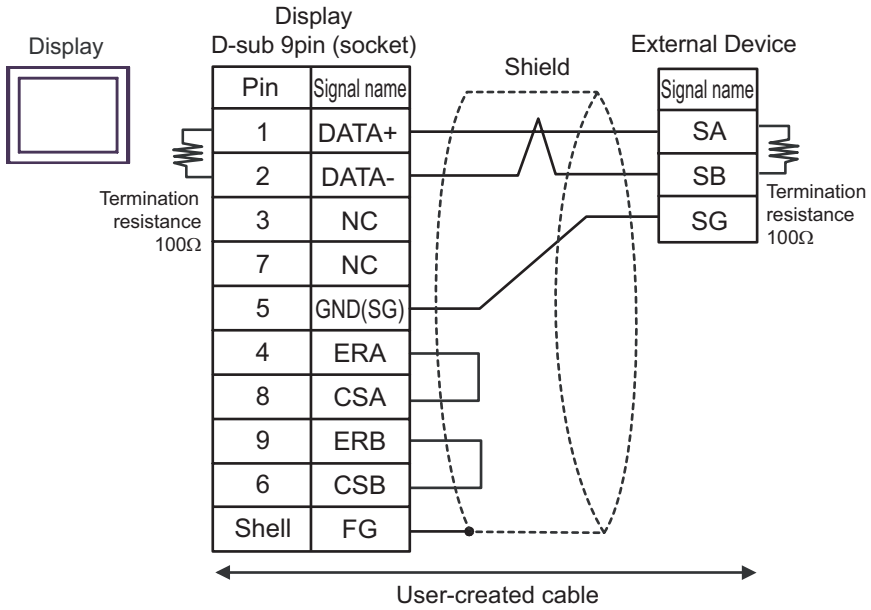 Display
Display
D-sub 9pin (socket)
External Device
Shield
Pin Signal name
Signal name
1 DATA+
SA
2 DATA-
SB
Termination
resistance
100Ω
Termination
resistance
100Ω
3 NC
SG
7 NC
5 GND(SG)
4 ERA
8 CSA
9 ERB
6 CSB
Shell FG
User-created cable